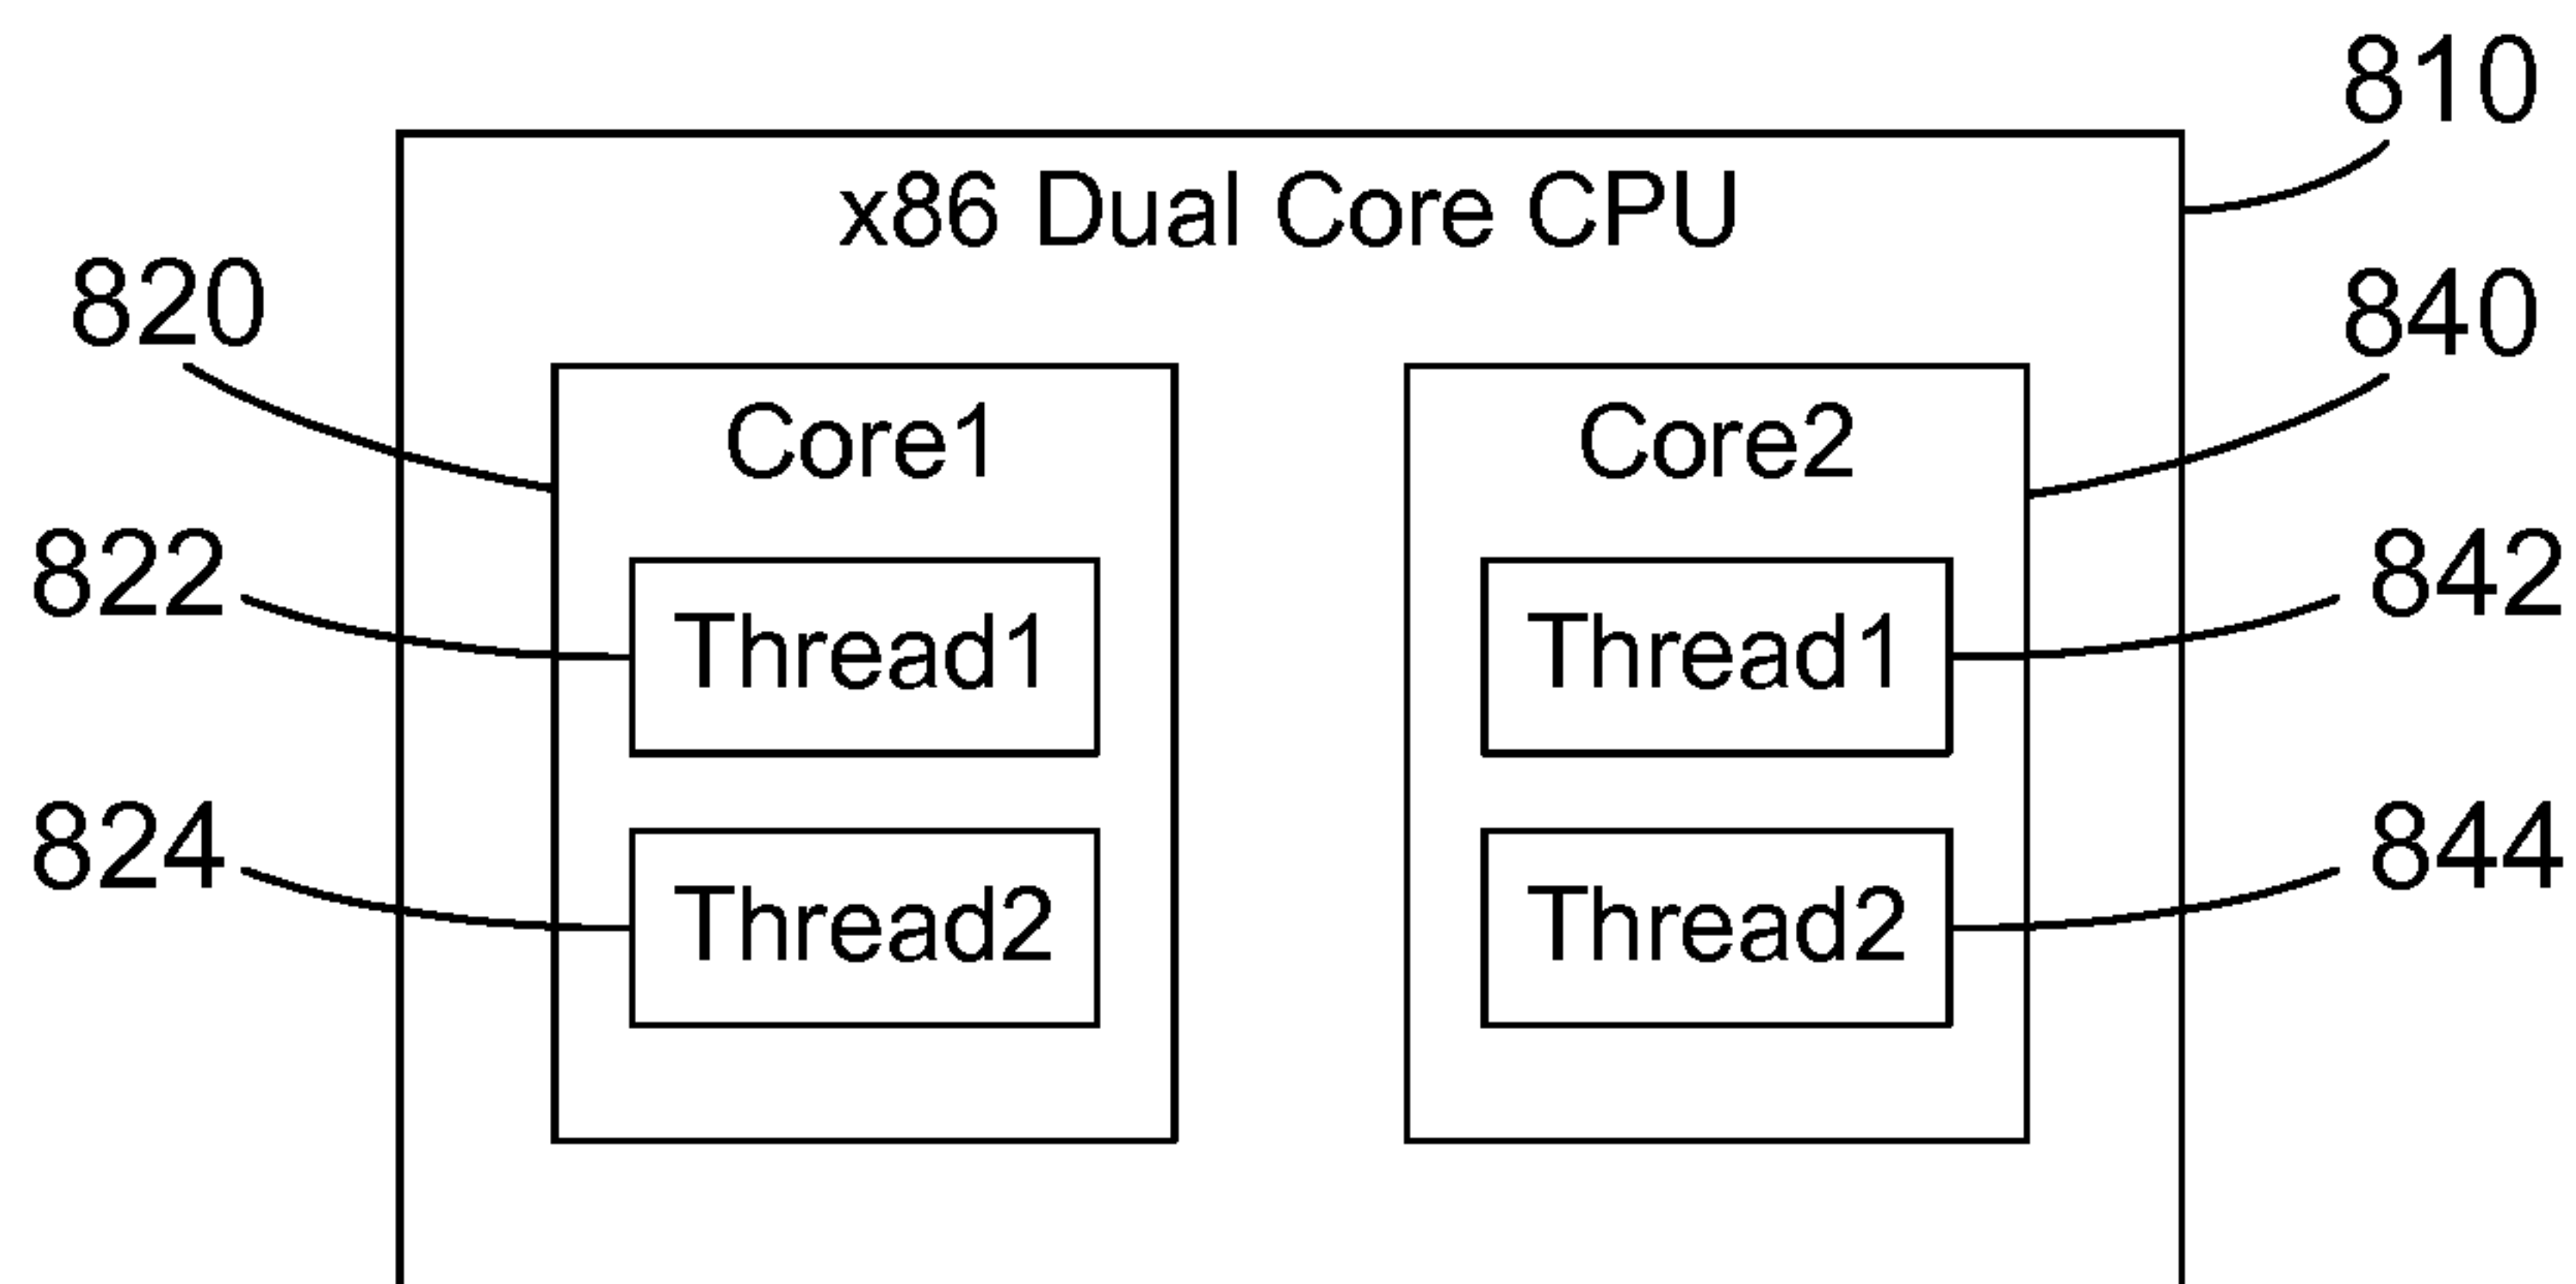 810
x86 Dual Core CPU
820
840
Core1
Core2
822
Thread1
Thread1
842
824
Thread2
Thread2
844